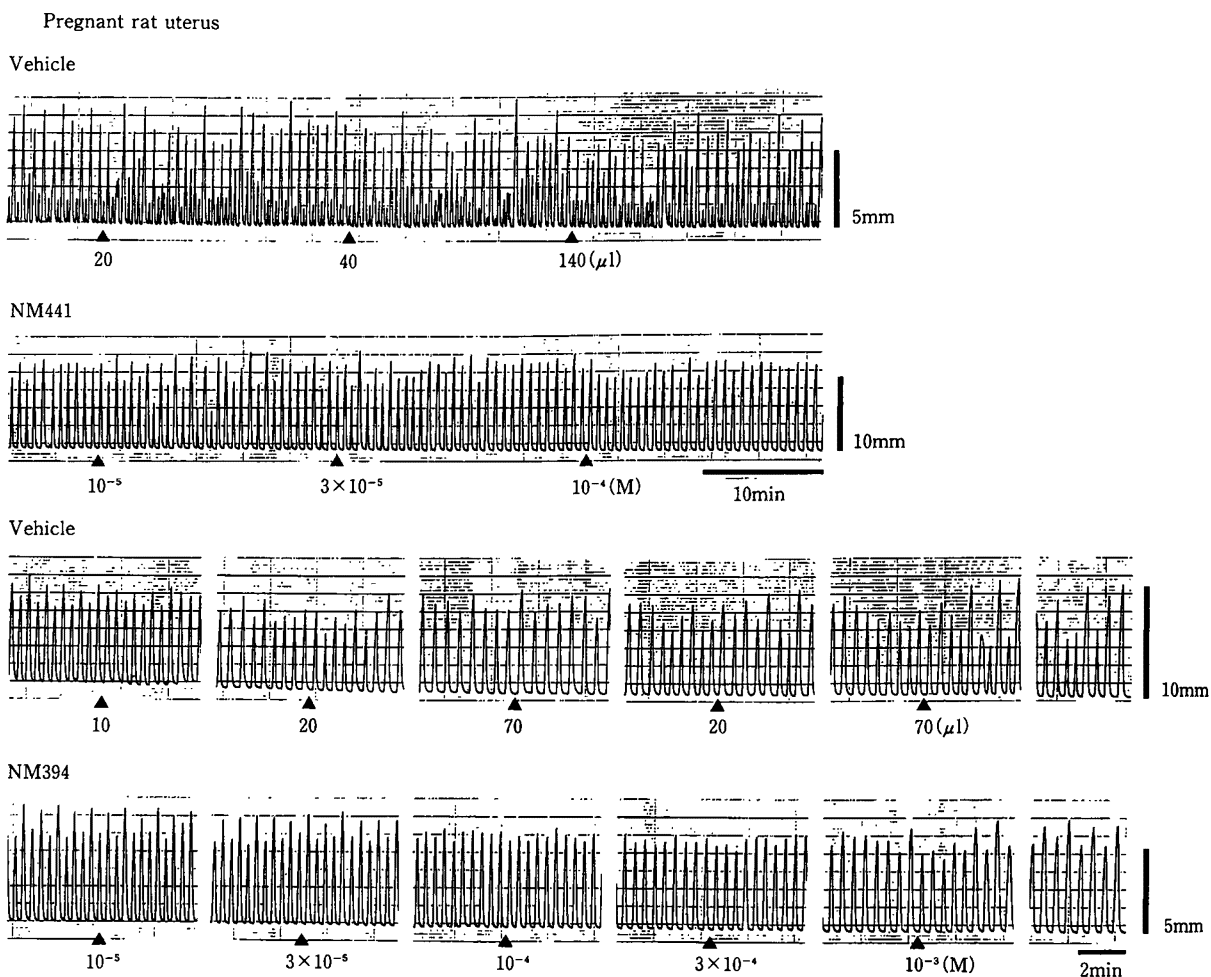 Pregnant rat uterus
Vehicle
5mm
20 40 140(μl)
NM441
10mm
10⁻⁵ 3×10⁻⁵ 10⁻⁴(M)
10min
Vehicle
10mm
10 20 70 20 70(μl)
NM394
5mm
10⁻⁵ 3×10⁻⁵ 10⁻⁴ 3×10⁻⁴ 10⁻³(M)
2min